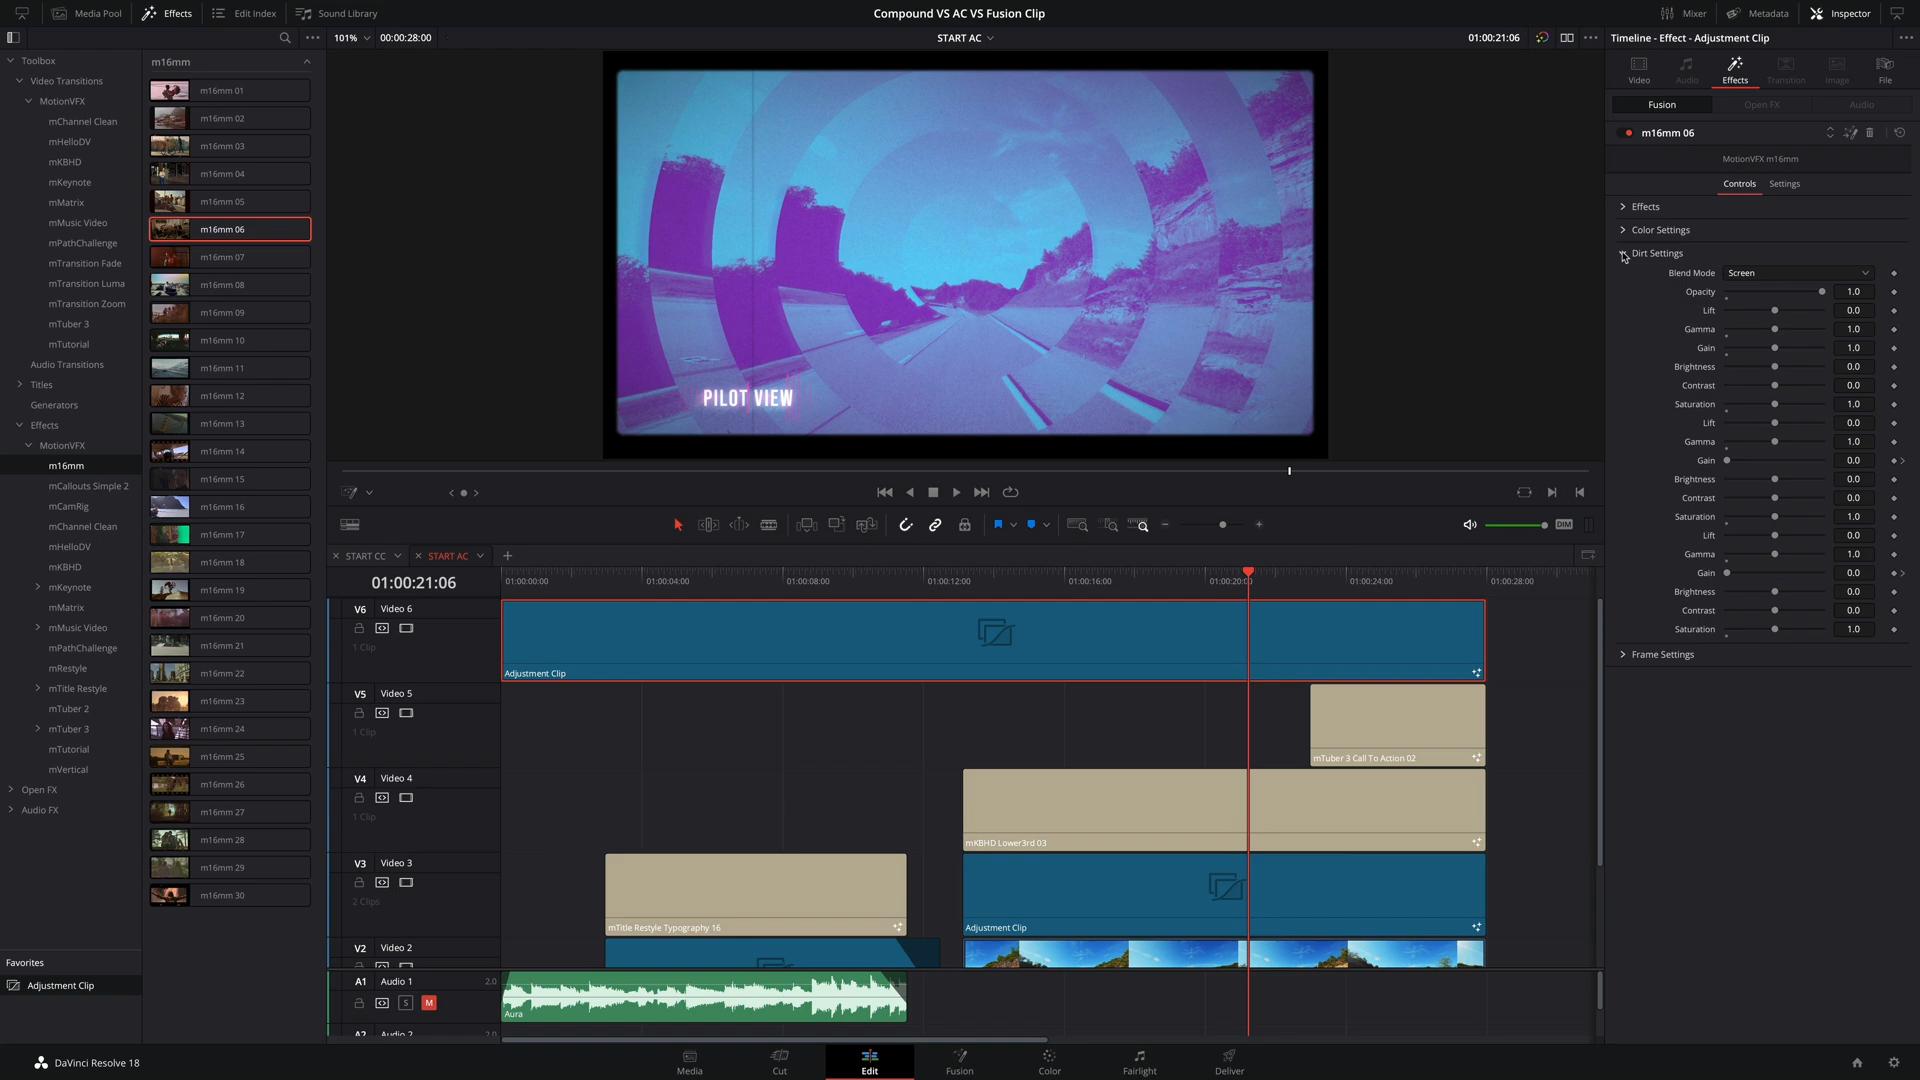 Media Pool
Effects
Edit Index
Sound Library
Compound VS AC VS Fusion Clip
Mixer
Metadata
Inspector
101%
00:00:28:00
START AC
01:00:21:06
Timeline - Effect - Adjustment Clip
Toolbox
Video Transitions
MotionVFX
mChannel Clean
mHelloDV
mKBHD
mKeynote
mMatrix
mMusic Video
mPathChallenge
mTransition Fade
mTransition Luma
mTransition Zoom
mTuber 3
mTutorial
Audio Transitions
Titles
Generators
Effects
MotionVFX
m16mm
mCallouts Simple 2
mCamRig
mChannel Clean
mHelloDV
mKBHD
mKeynote
mMatrix
mMusic Video
mPathChallenge
mRestyle
mTitle Restyle
mTuber 2
mTuber 3
mTutorial
mVertical
Open FX
Audio FX
Favorites
Adjustment Clip
m16mm
m16mm 01
m16mm 02
m16mm 03
m16mm 04
m16mm 05
m16mm 06
m16mm 07
m16mm 08
m16mm 09
m16mm 10
m16mm 11
m16mm 12
m16mm 13
m16mm 14
m16mm 15
m16mm 16
m16mm 17
m16mm 18
m16mm 19
m16mm 20
m16mm 21
m16mm 22
m16mm 23
m16mm 24
m16mm 25
m16mm 26
m16mm 27
m16mm 28
m16mm 29
m16mm 30
PILOT VIEW
DIM
START CC
START AC
01:00:21:06
01:00:00:00
01:00:04:00
01:00:08:00
01:00:12:00
01:00:16:00
01:00:20:0
01:00:24:00
01:00:28:00
V6 Video 6
1 Clip
Adjustment Clip
V5 Video 5
1 Clip
mTuber 3 Call To Action 02
V4 Video 4
1 Clip
mKBHD Lower3rd 03
V3 Video 3
2 Clips
mTitle Restyle Typography 16
Adjustment Clip
V2 Video 2
A1 Audio 1 2.0
S M
Aura
A2 Audio 2 2.0
Video
Audio
Effects
Transition
Image
File
Fusion
Open FX
Audio
m16mm 06
MotionVFX m16mm
Controls
Settings
Effects
Color Settings
Dirt Settings
Blend Mode Screen
Opacity 1.0
Lift 0.0
Gamma 1.0
Gain 1.0
Brightness 0.0
Contrast 0.0
Saturation 1.0
Lift 0.0
Gamma 1.0
Gain 0.0
Brightness 0.0
Contrast 0.0
Saturation 1.0
Lift 0.0
Gamma 1.0
Gain 0.0
Brightness 0.0
Contrast 0.0
Saturation 1.0
Frame Settings
DaVinci Resolve 18
Media
Cut
Edit
Fusion
Color
Fairlight
Deliver